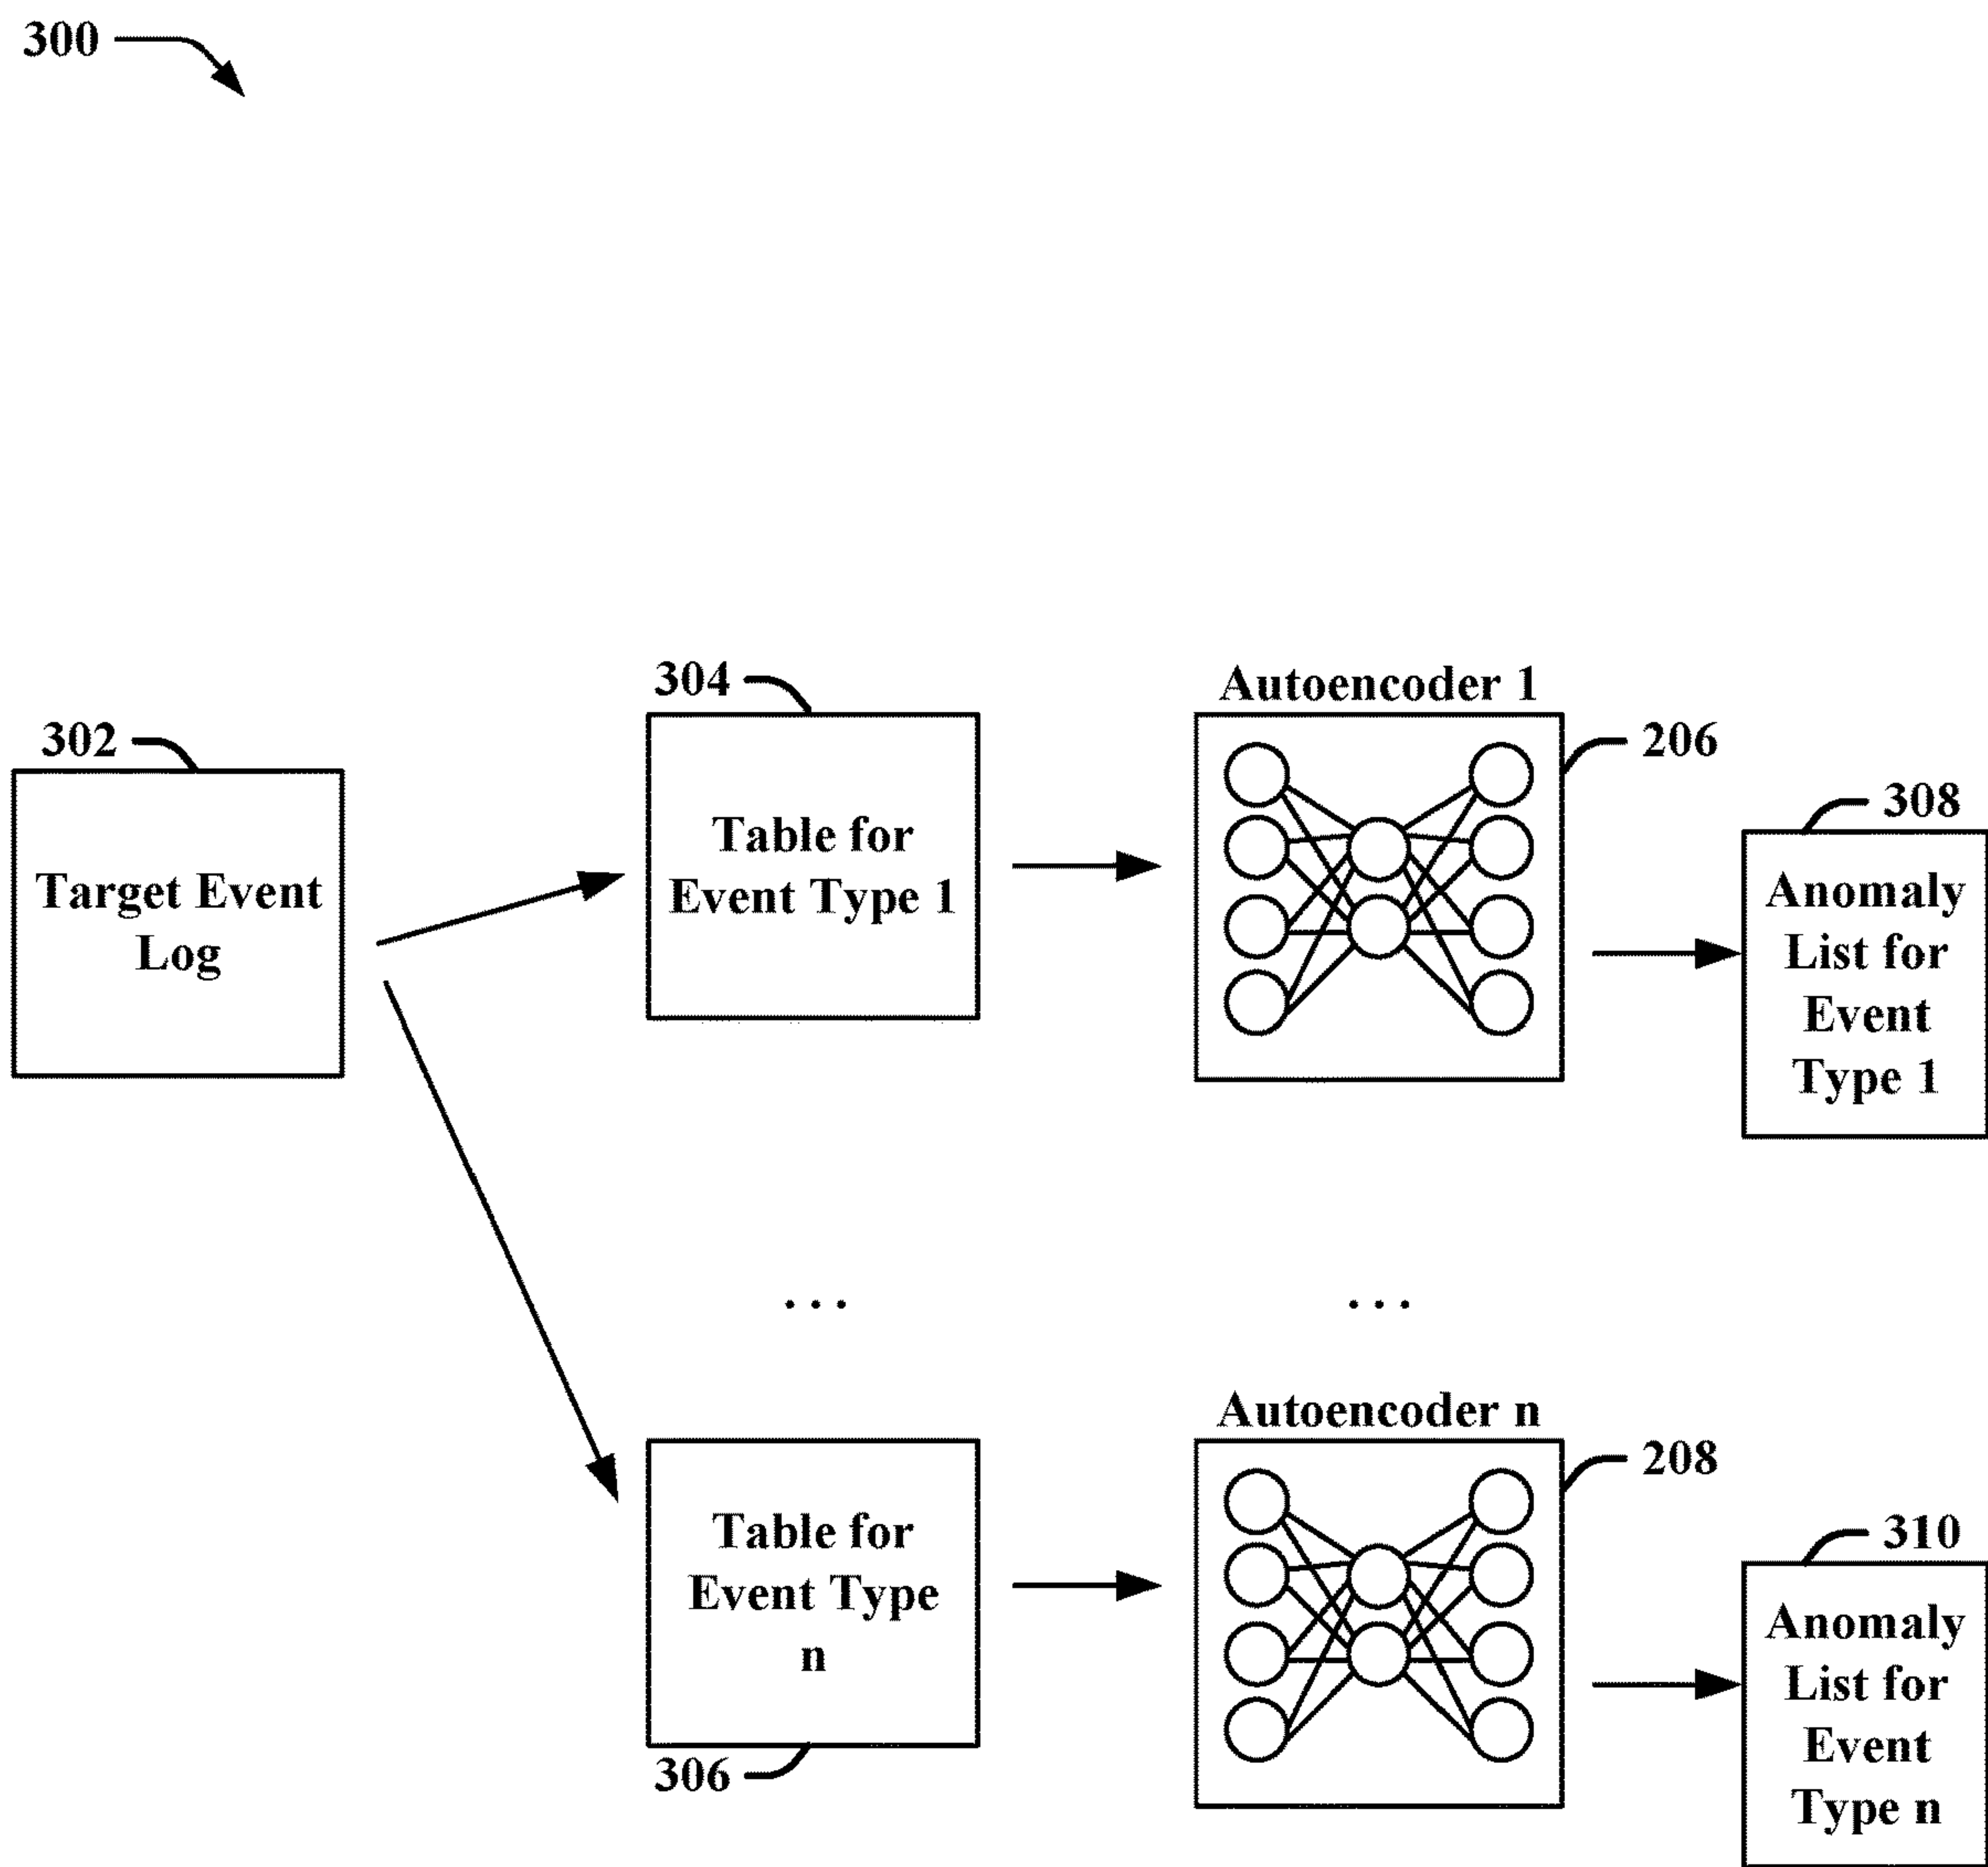 300
304
Autoencoder 1
302
206
308
Target Event
Log
Table for
Event Type 1
Anomaly
List for
Event
Type 1
...
...
Autoencoder n
208
Table for
Event Type
n
306
310
Anomaly
List for
Event
Type n